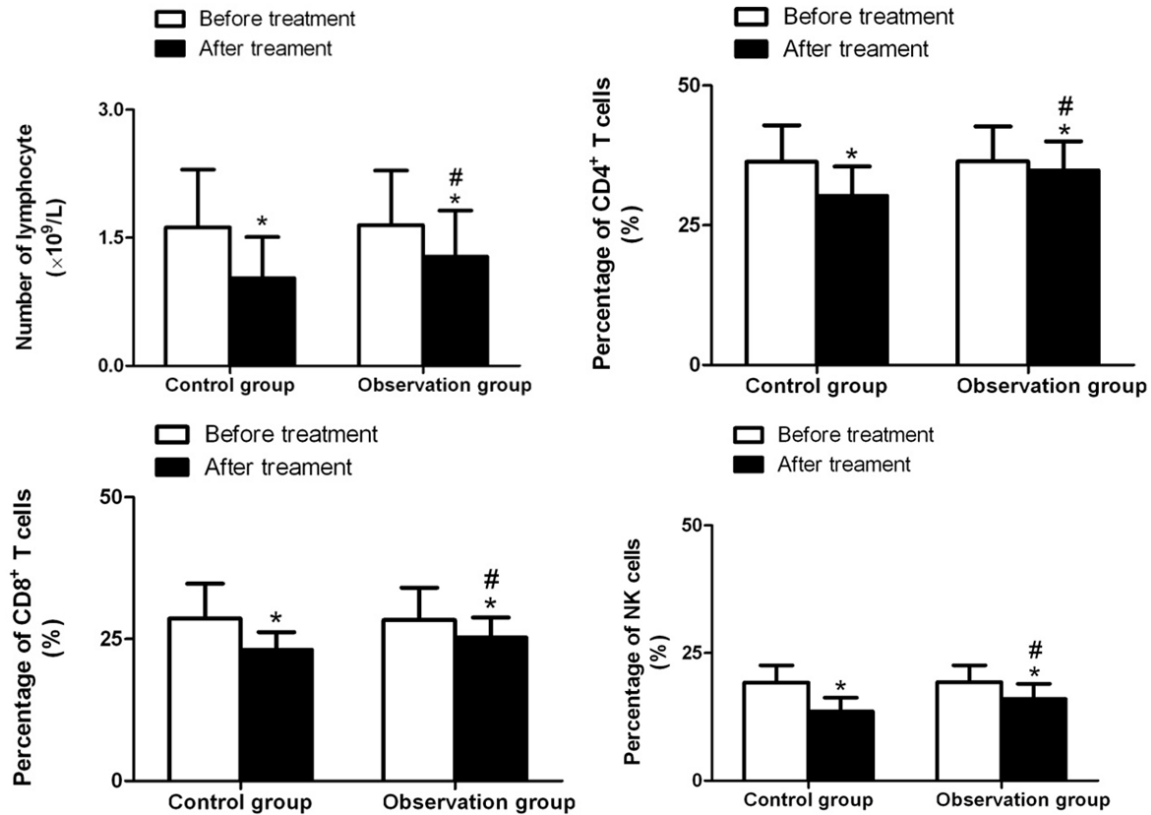 Before treatment
After treament
Number of lymphocyte
(×10⁹/L)
3.0
1.5
0.0
*
#
*
Control group
Observation group
Before treatment
After treament
Percentage of CD4⁺ T cells
(%)
50
25
0
*
#
*
Control group
Observation group
Before treatment
After treament
Percentage of CD8⁺ T cells
(%)
50
25
0
*
#
*
Control group
Observation group
Before treatment
After treament
Percentage of NK cells
(%)
50
25
0
*
#
*
Control group
Observation group